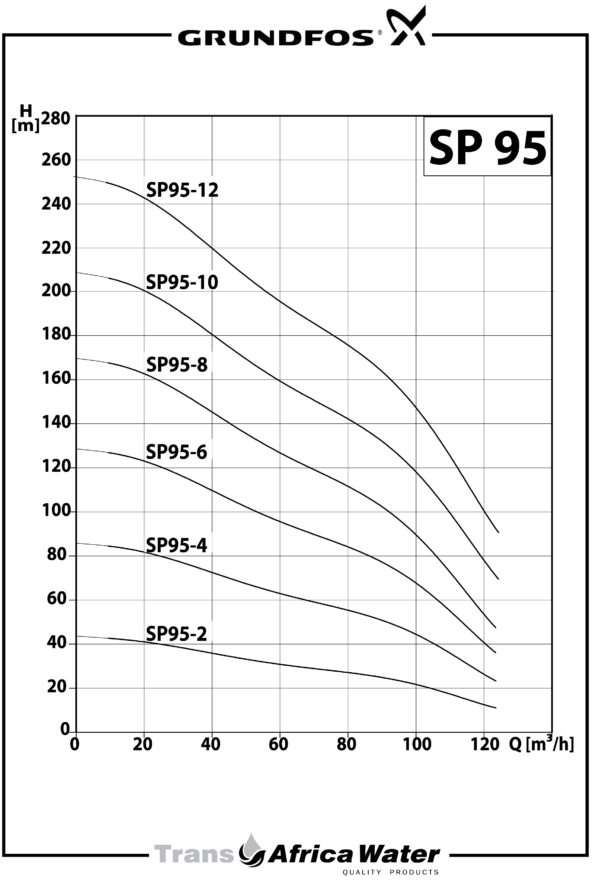 GRUNDFOS®
H
[m]
280
SP 95
260
240
SP95-12
220
200
SP95-10
180
160
SP95-8
140
120
SP95-6
100
80
SP95-4
60
40
SP95-2
20
0
0 20 40 60 80 100 120 Q [m³/h]
Trans Africa Water
QUALITY PRODUCTS